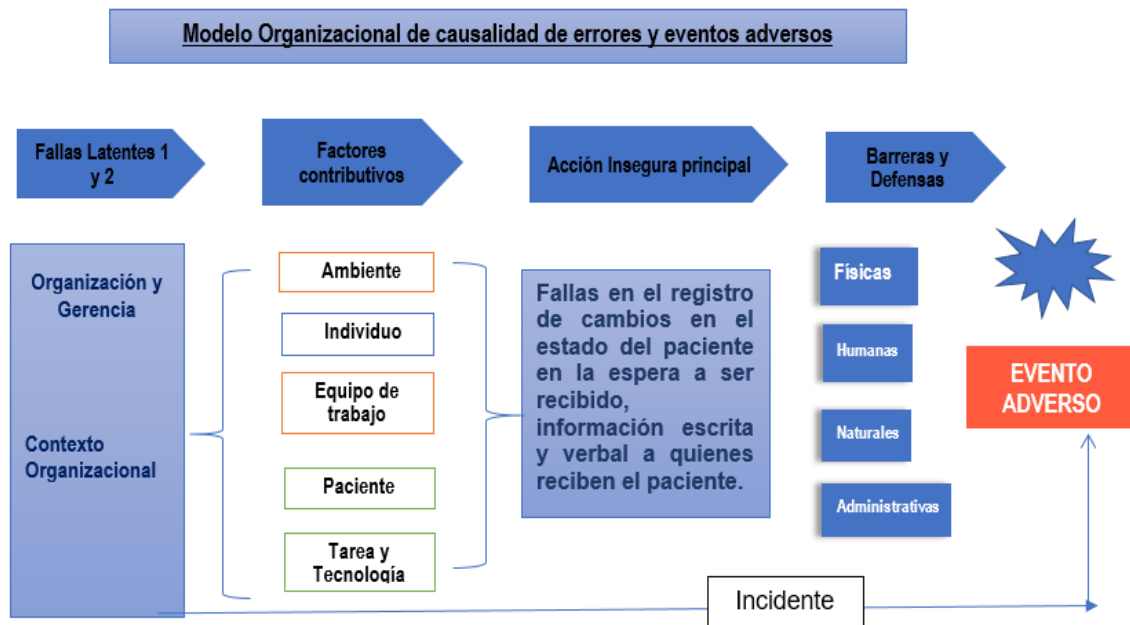 Modelo Organizacional de causalidad de errores y eventos adversos
Fallas Latentes 1
y 2
Factores
contributivos
Acción Insegura principal
Barreras y
Defensas
Organización y
Gerencia
Contexto
Organizacional
Ambiente
Individuo
Equipo de
trabajo
Paciente
Tarea y
Tecnología
Fallas en el registro
de cambios en el
estado del paciente
en la espera a ser
recibido,
información escrita
y verbal a quienes
reciben el paciente.
Físicas
Humanas
Naturales
Administrativas
EVENTO
ADVERSO
Incidente